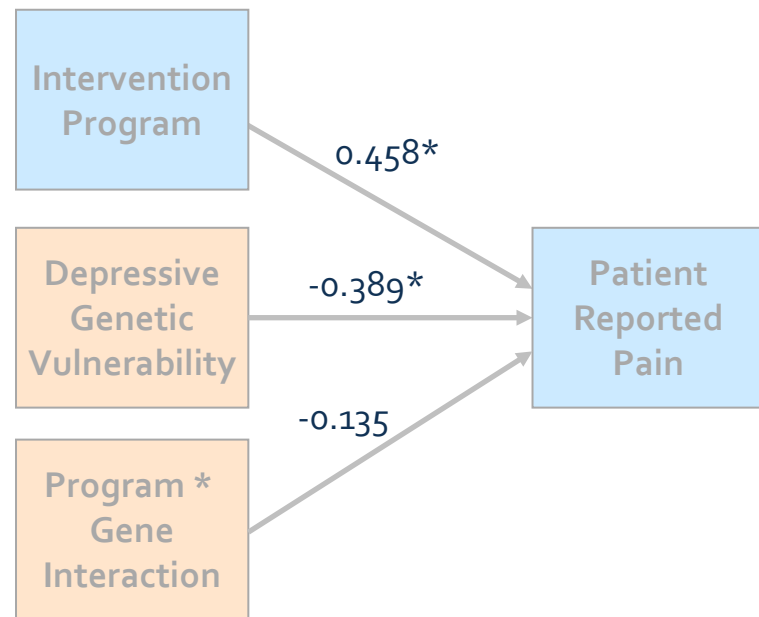 Intervention
Program
0.458*
Depressive
Genetic
Vulnerability
-0.389*
Patient
Reported
Pain
-0.135
Program *
Gene
Interaction